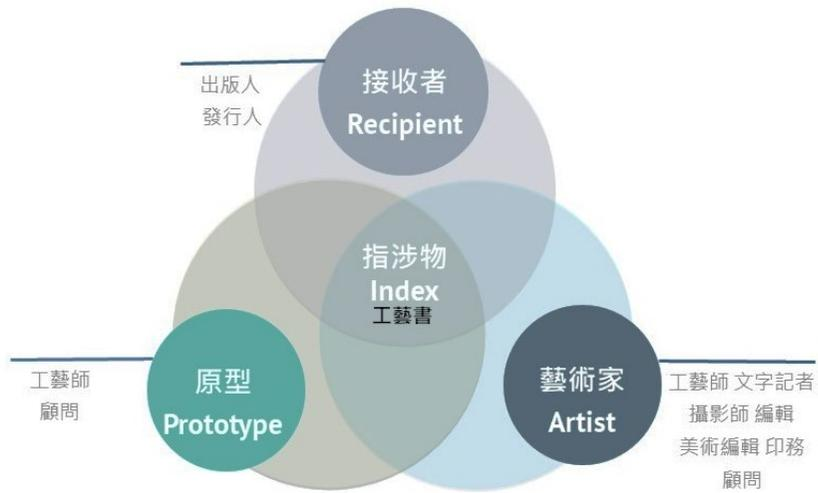 接收者
Recipient
出版人
發行人
指涉物
Index
工藝書
原型
Prototype
工藝師
顧問
藝術家
Artist
工藝師 文字記者
攝影師 編輯
美術編輯 印務
顧問